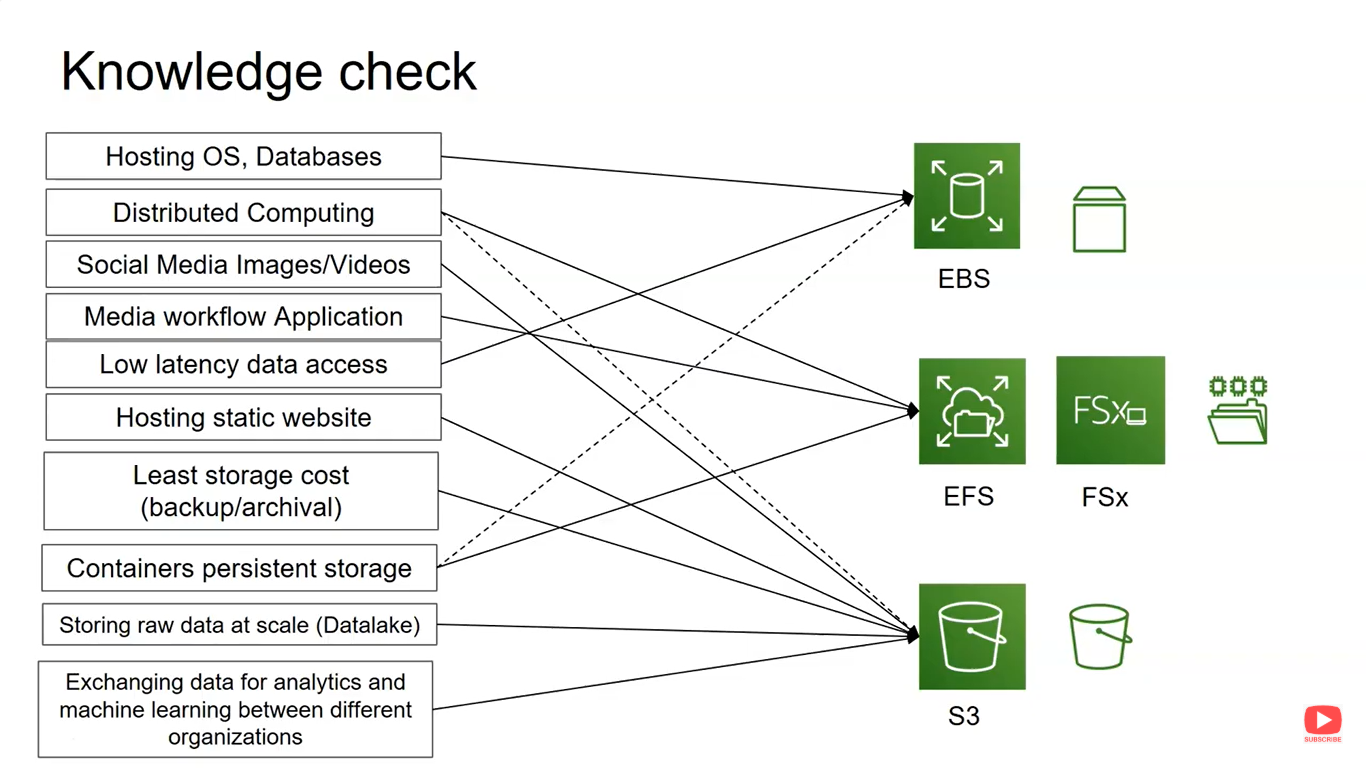 Knowledge check
Hosting OS, Databases
Distributed Computing
Social Media Images/Videos
Media workflow Application
Low latency data access
Hosting static website
Least storage cost
(backup/archival)
Containers persistent storage
Storing raw data at scale (Datalake)
Exchanging data for analytics and
machine learning between different
organizations
EBS
FSx
EFS
FSx
S3
SUBSCRIBE